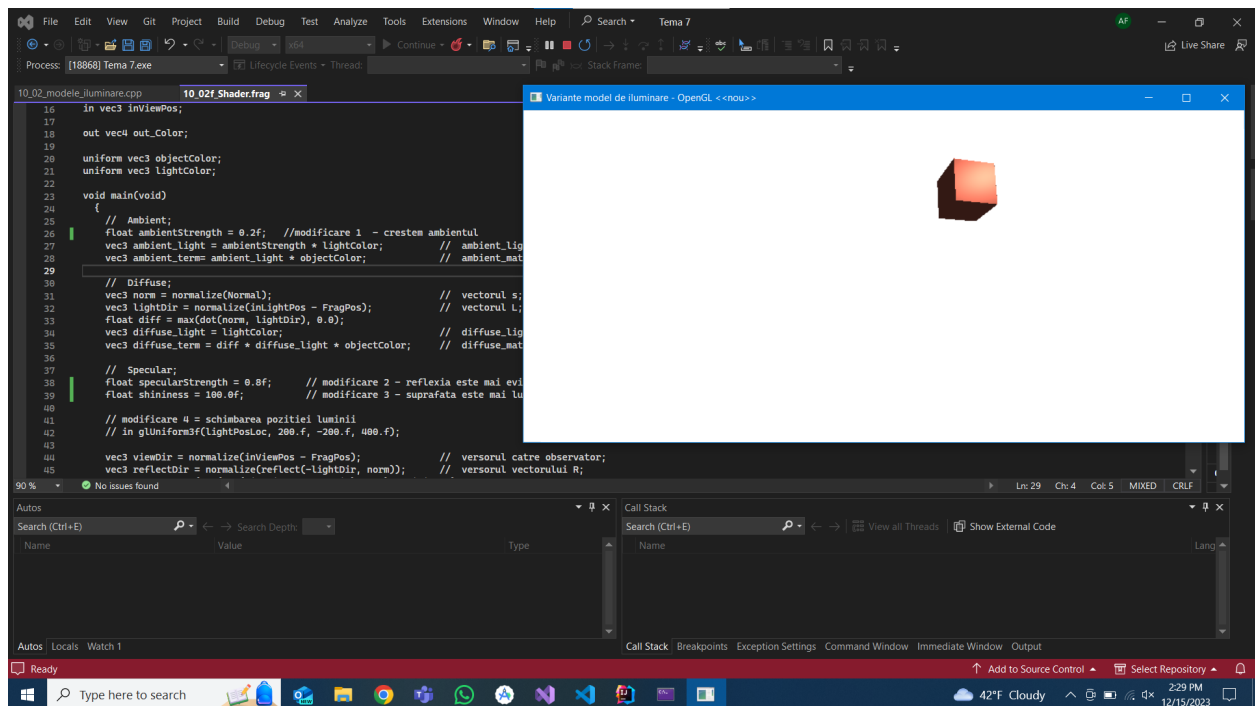 File Edit View Git Project Build Debug Test Analyze Tools Extensions Window Help Search Tema 7 AF
Debug x64 Continue Live Share
Process: [18868] Tema 7.exe Lifecycle Events Thread: Stack Frame:
10_02_modele_iluminare.cpp 10_02f_Shader.frag
Variante model de iluminare - OpenGL <<nou>>
16 in vec3 inViewPos;
17
18 out vec4 out_Color;
19
20 uniform vec3 objectColor;
21 uniform vec3 lightColor;
22
23 void main(void)
24 {
25 // Ambient;
26 float ambientStrength = 0.2f; //modificare 1 - crestem ambientul
27 vec3 ambient_light = ambientStrength * lightColor; // ambient_lig
28 vec3 ambient_term= ambient_light * objectColor; // ambient_mat
29
30 // Diffuse;
31 vec3 norm = normalize(Normal); // vectorul s;
32 vec3 lightDir = normalize(inLightPos - FragPos); // vectorul L;
33 float diff = max(dot(norm, lightDir), 0.0);
34 vec3 diffuse_light = lightColor; // diffuse_lig
35 vec3 diffuse_term = diff * diffuse_light * objectColor; // diffuse_mat
36
37 // Specular;
38 float specularStrength = 0.8f; // modificare 2 - reflexia este mai evi
39 float shininess = 100.0f; // modificare 3 - suprafata este mai lu
40
41 // modificare 4 = schimbarea pozitiei luminii
42 // in glUniform3f(lightPosLoc, 200.f, -200.f, 400.f);
43
44 vec3 viewDir = normalize(inViewPos - FragPos); // versorul catre observator;
45 vec3 reflectDir = normalize(reflect(-lightDir, norm)); // versorul vectorului R;
90 % No issues found Ln: 29 Ch: 4 Col: 5 MIXED CRLF
Autos
Search (Ctrl+E) Search Depth:
Name Value Type
Autos Locals Watch 1
Call Stack
Search (Ctrl+E) View all Threads Show External Code
Name Lang
Call Stack Breakpoints Exception Settings Command Window Immediate Window Output
Ready Add to Source Control Select Repository
Type here to search 42°F Cloudy 2:29 PM
12/15/2023